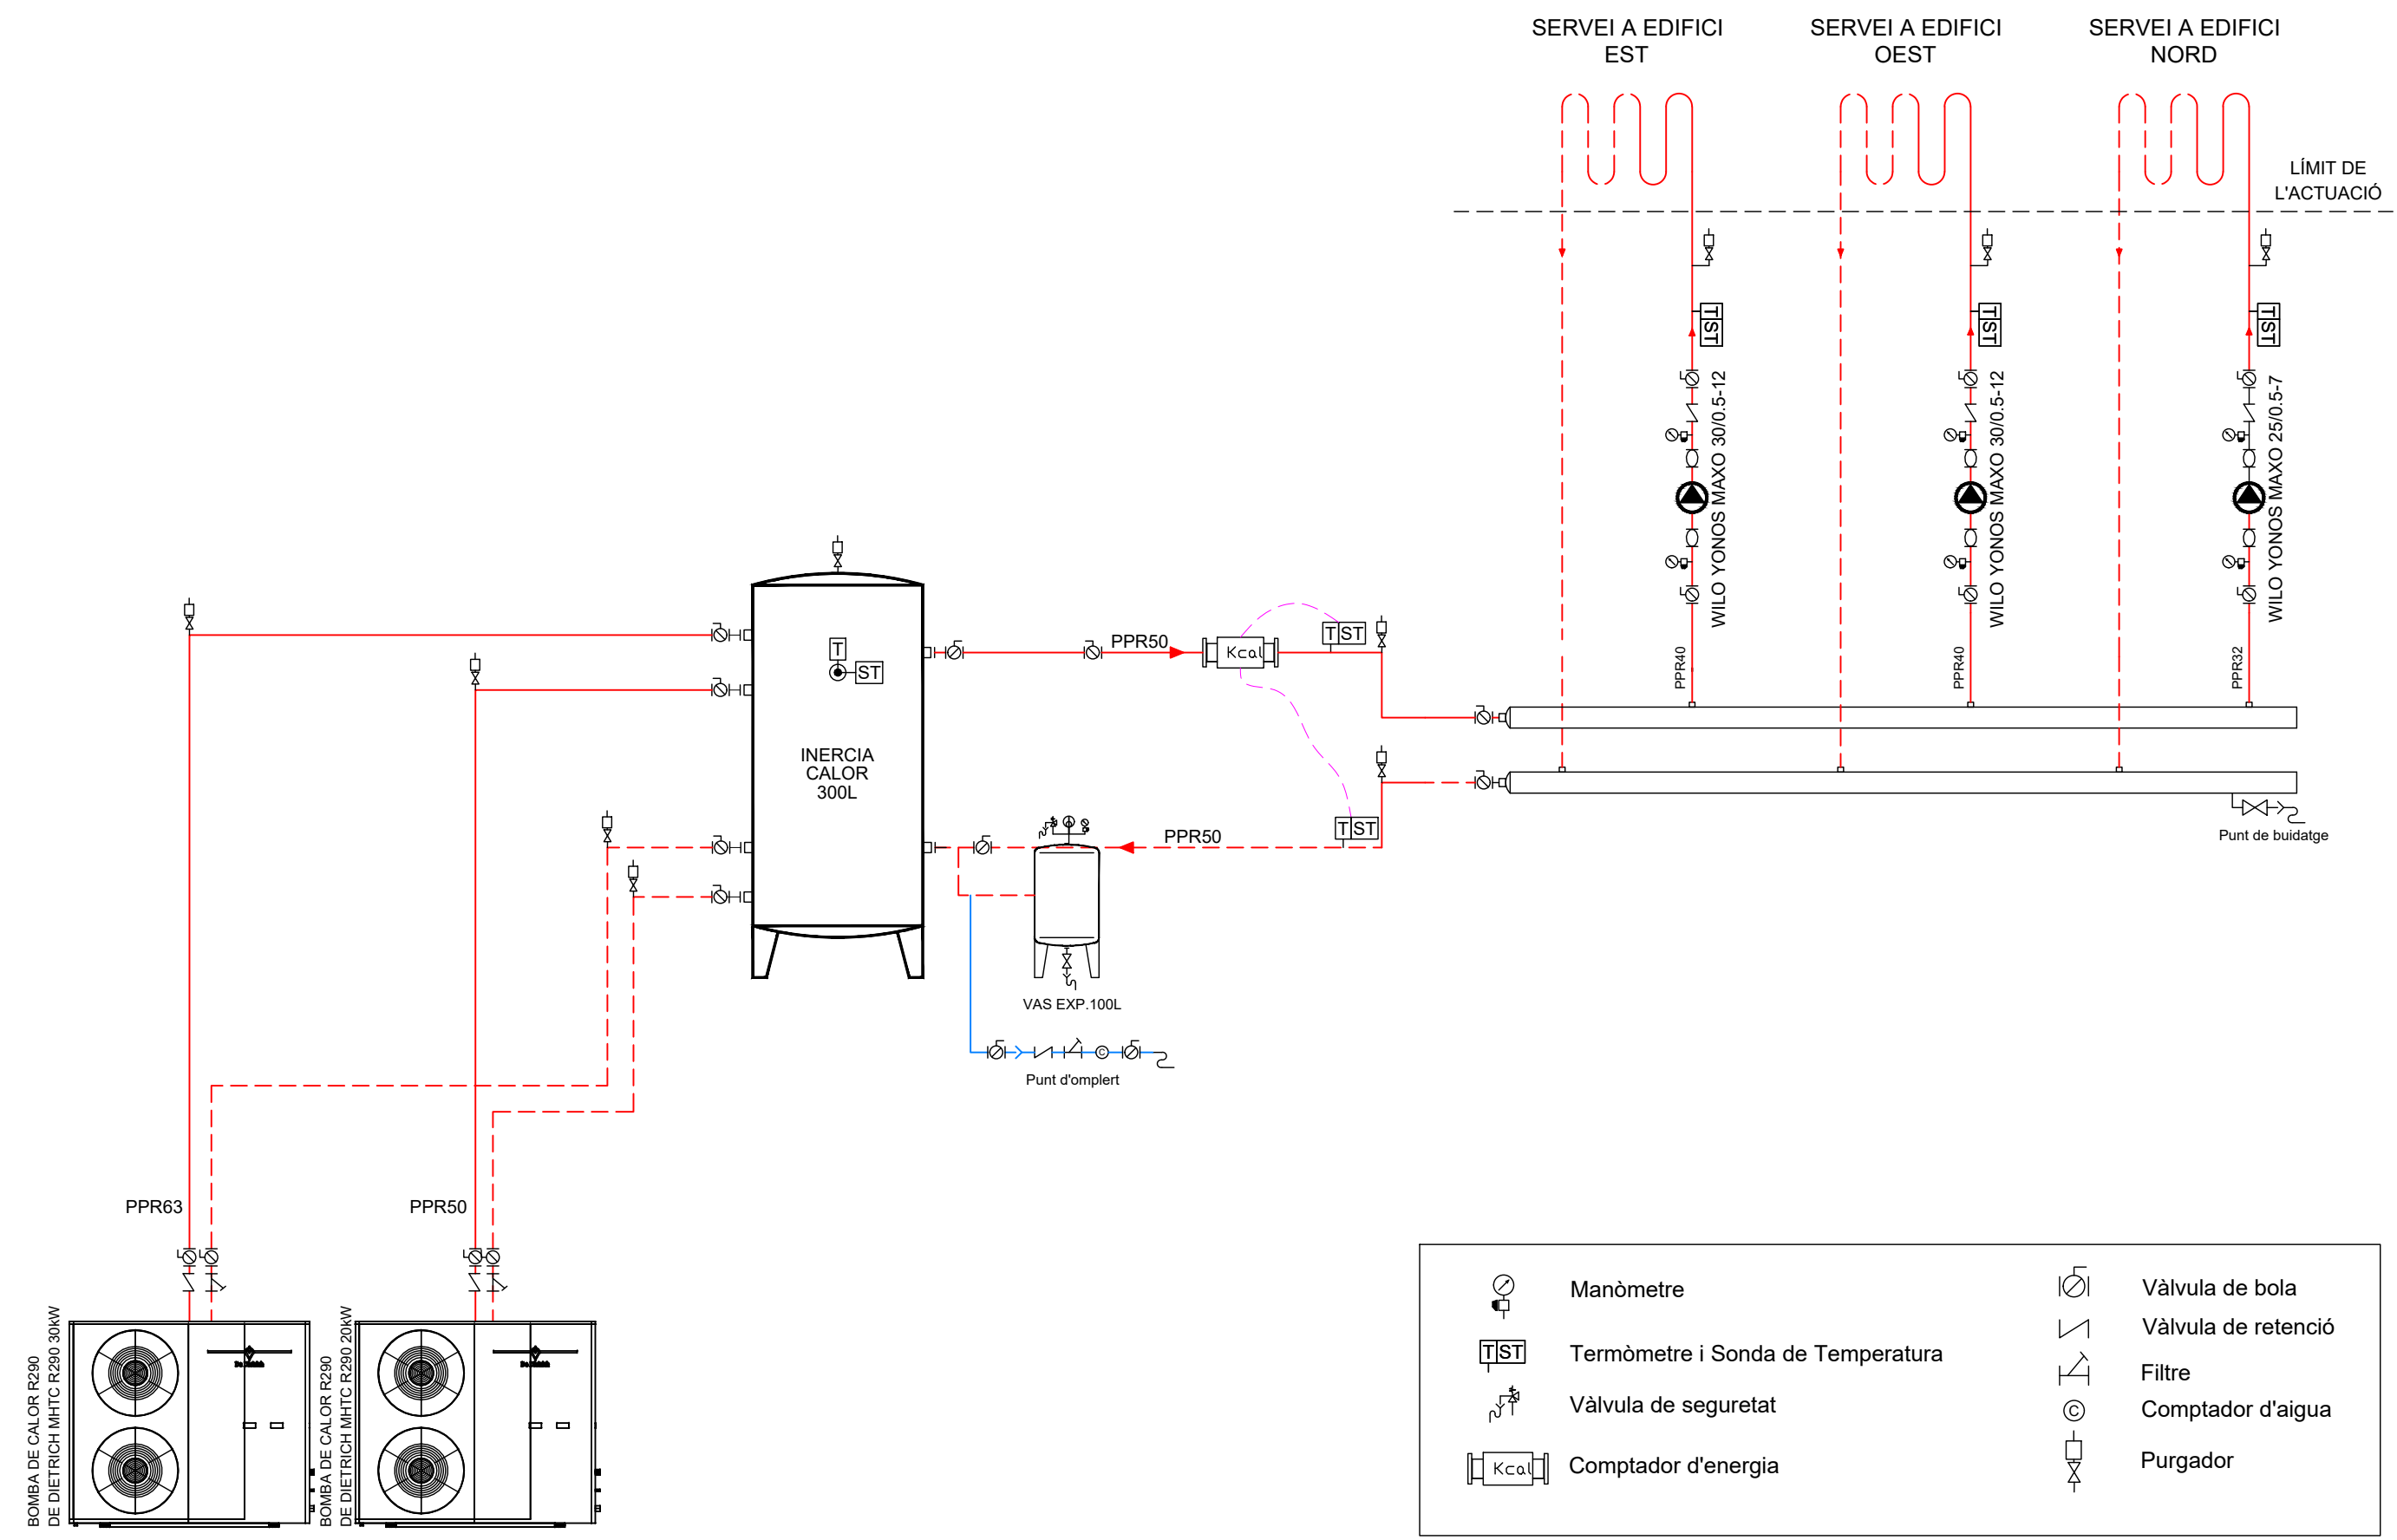 SERVEI A EDIFICI
EST
SERVEI A EDIFICI
OEST
SERVEI A EDIFICI
NORD
LÍMIT DE
L'ACTUACIÓ
T ST
T ST
T ST
WILO YONOS MAXO 30/0.5-12
WILO YONOS MAXO 30/0.5-12
WILO YONOS MAXO 25/0.5-7
PPR40
PPR40
PPR32
T
ST
INERCIA
CALOR
300L
PPR50
Kcal
T ST
T ST
PPR50
Punt de buidatge
VAS EXP.100L
C
Punt d'omplert
PPR63
PPR50
BOMBA DE CALOR R290
DE DIETRICH MHTC R290 30kW
BOMBA DE CALOR R290
DE DIETRICH MHTC R290 20kW
Manòmetre
T ST
Termòmetre i Sonda de Temperatura
Vàlvula de seguretat
Kcal
Comptador d'energia
Vàlvula de bola
Vàlvula de retenció
Filtre
C
Comptador d'aigua
Purgador